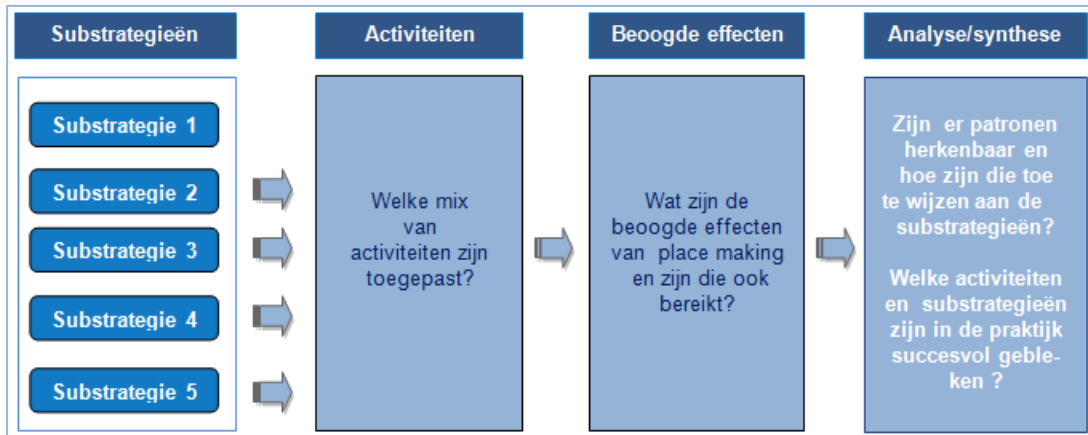 Substrategieën
Activiteiten
Beoogde effecten
Analyse/synthese
Substrategie 1
Substrategie 2
Substrategie 3
Substrategie 4
Substrategie 5
Welke mix
van
activiteiten zijn
toegepast?
Wat zijn de
beoogde effecten
van place making
en zijn die ook
bereikt?
Zijn er patronen
herkenbaar en
hoe zijn die toe
te wijzen aan de
substrategieën?
Welke activiteiten
en substrategieën
zijn in de praktijk
succesvol geble-
ken ?